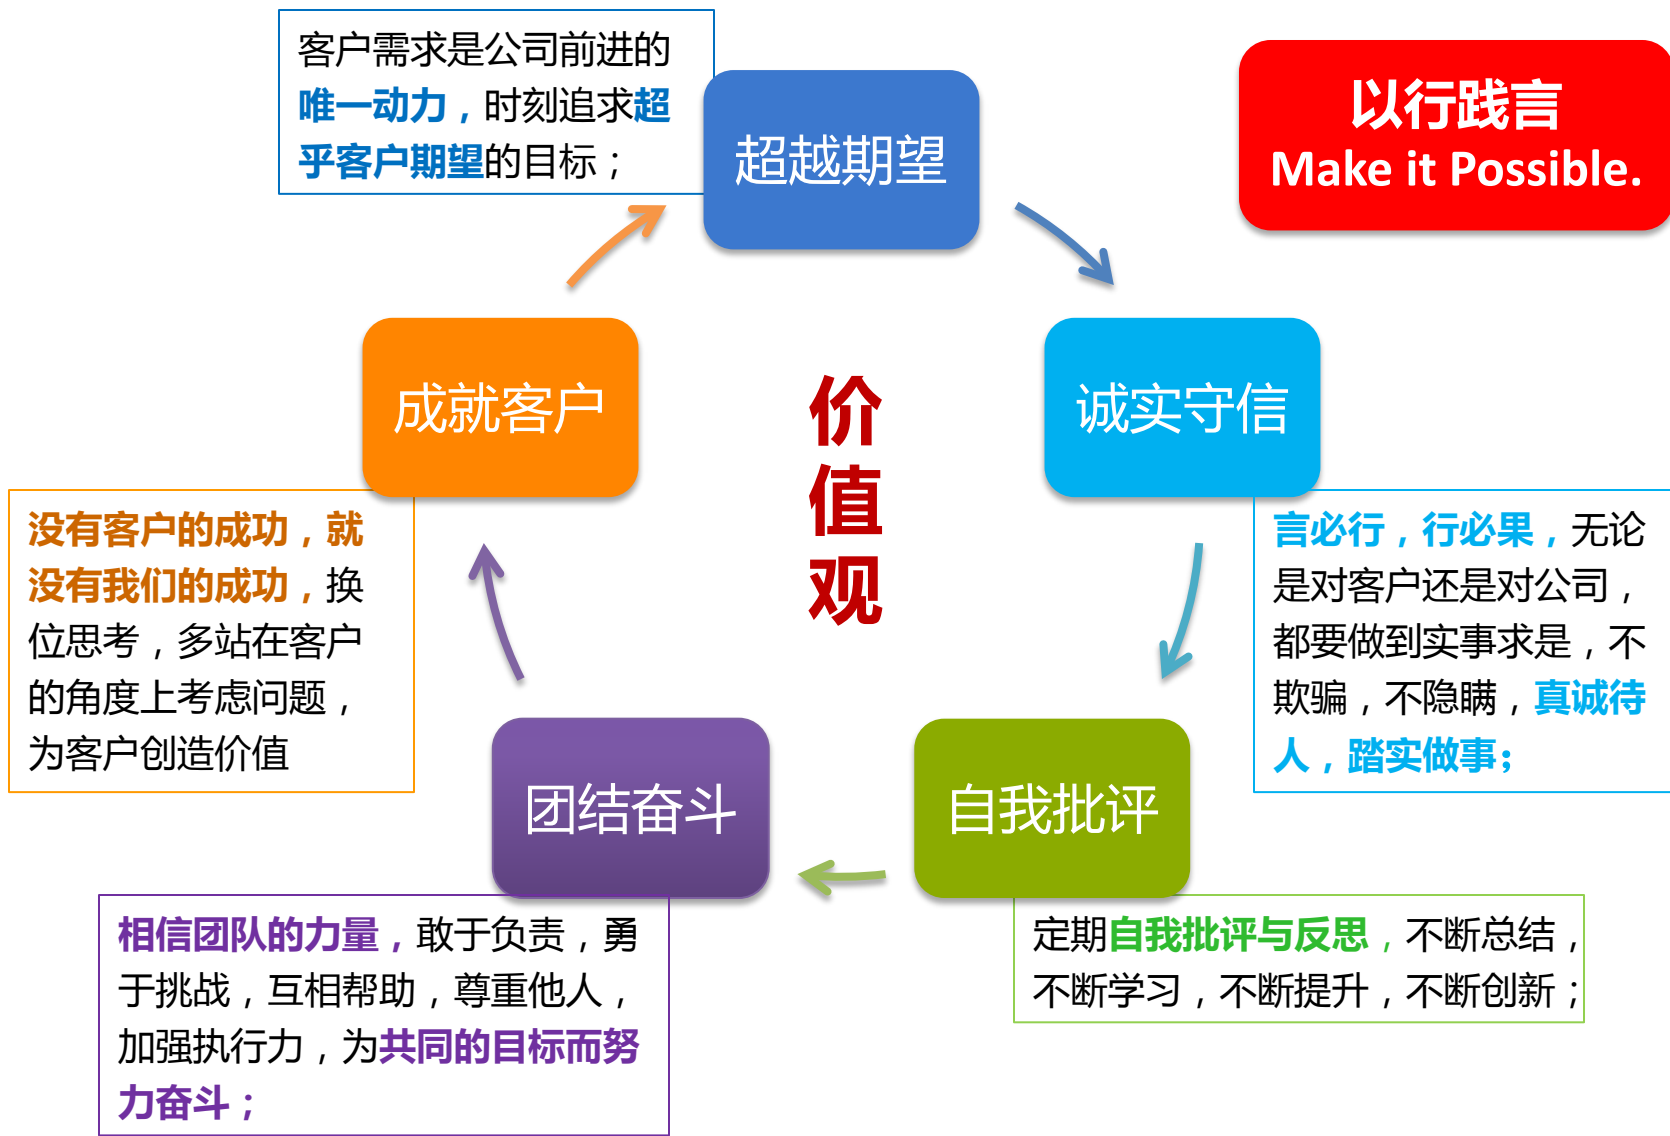 客户需求是公司前进的
唯一动力，时刻追求超
乎客户期望的目标；
超越期望
以行践言
Make it Possible.
成就客户
价
值
观
诚实守信
没有客户的成功，就
没有我们的成功，换
位思考，多站在客户
的角度上考虑问题，
为客户创造价值
言必行，行必果，无论
是对客户还是对公司，
都要做到实事求是，不
欺骗，不隐瞒，真诚待
人，踏实做事；
团结奋斗
自我批评
相信团队的力量，敢于负责，勇
于挑战，互相帮助，尊重他人，
加强执行力，为共同的目标而努
力奋斗；
定期自我批评与反思，不断总结，
不断学习，不断提升，不断创新；